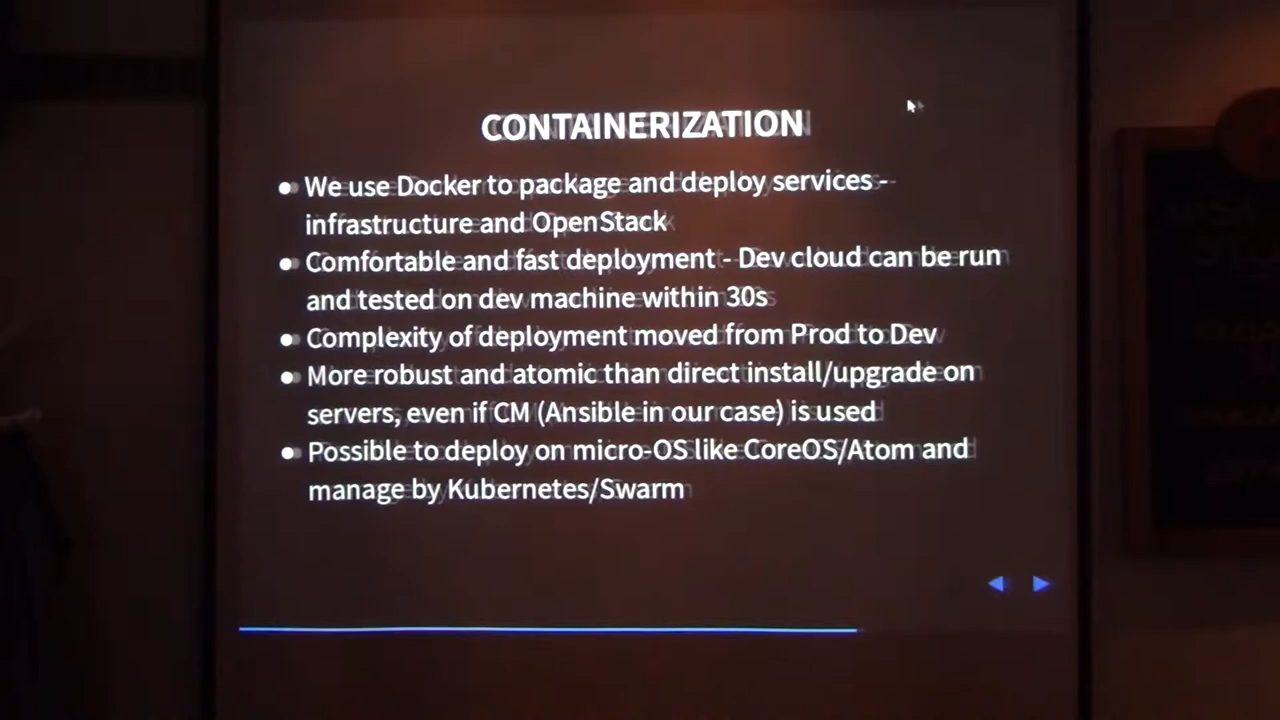 CONTAINERIZATION
We use Docker to package and deploy services -
infrastructure and OpenStack
Comfortable and fast deployment - Dev cloud can be run
and tested on dev machine within 30s
Complexity of deployment moved from Prod to Dev
More robust and atomic than direct install/upgrade on
servers, even if CM (Ansible in our case) is used
Possible to deploy on micro-OS like CoreOS/Atom and
manage by Kubernetes/Swarm